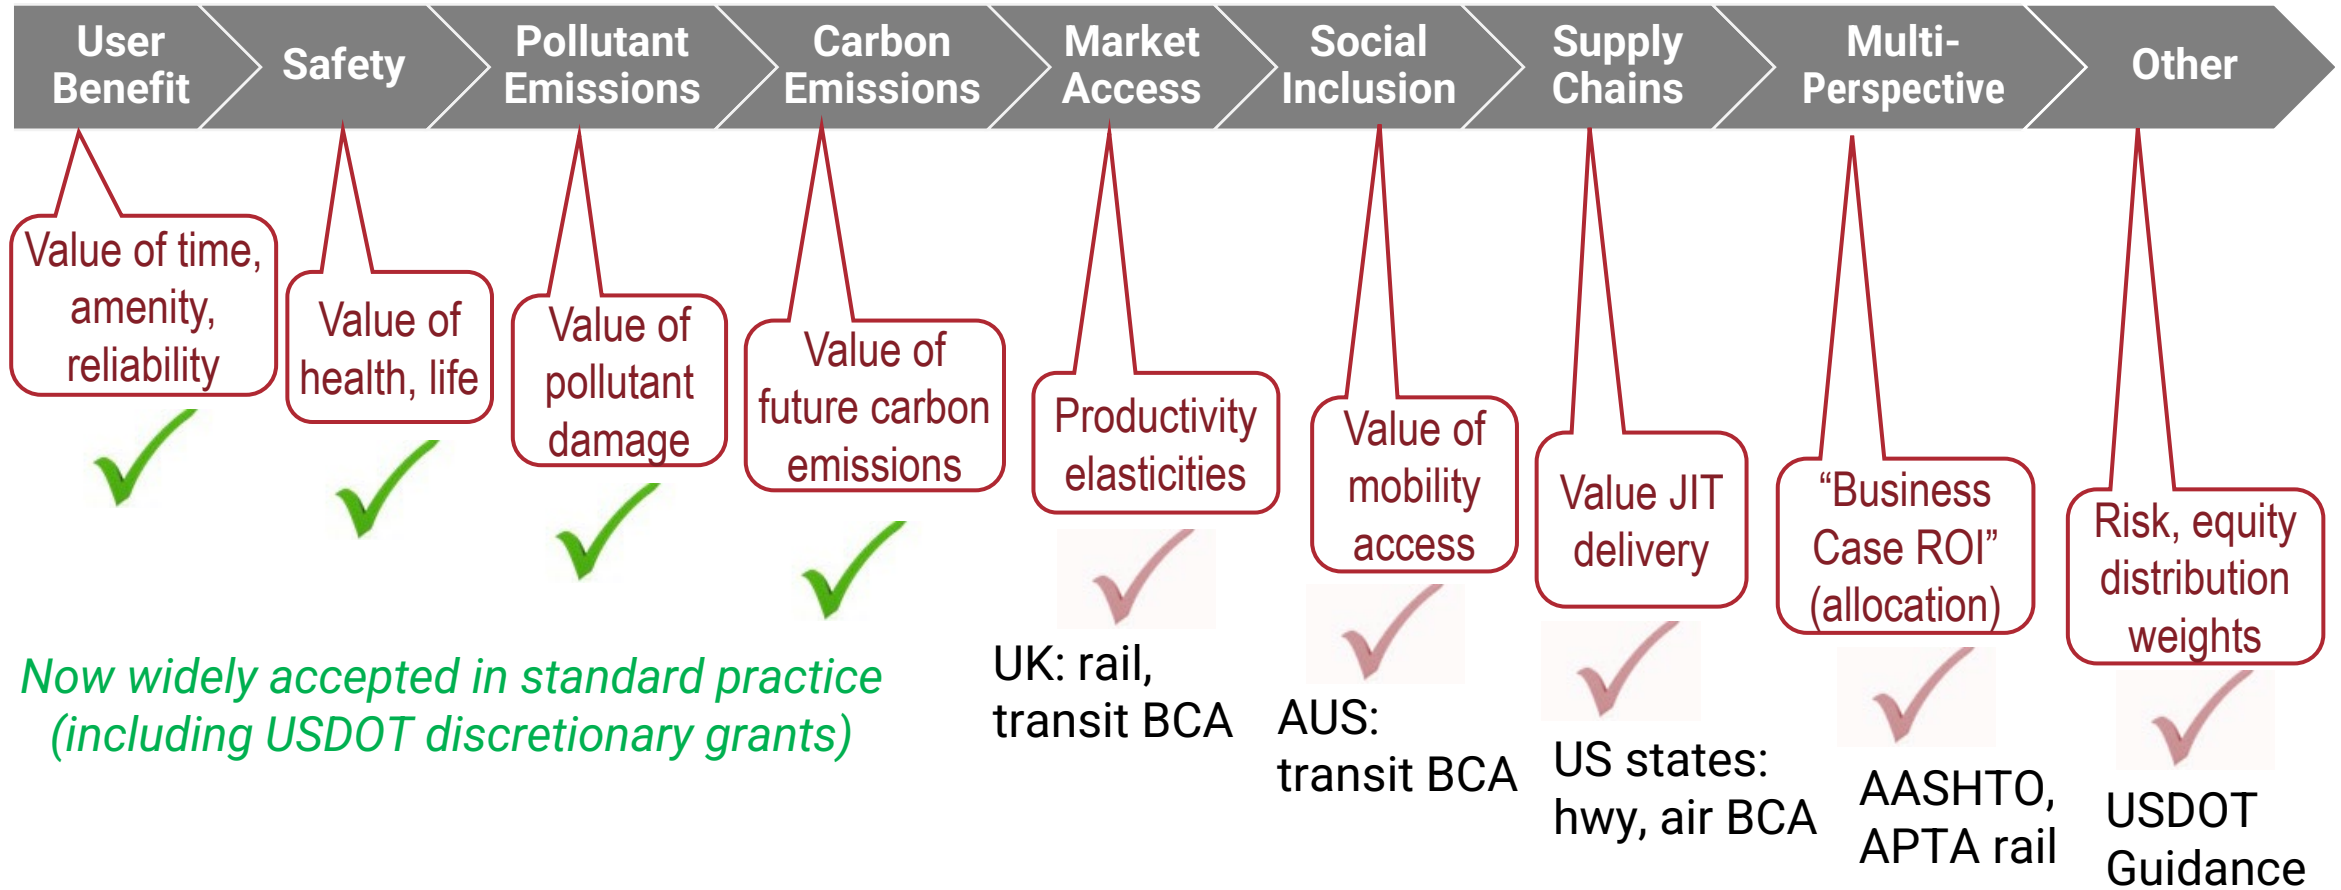 User
Benefit
Safety
Pollutant
Emissions
Carbon
Emissions
Market
Access
Social
Inclusion
Supply
Chains
Multi-
Perspective
Other
Value of time,
amenity,
reliability
Value of
health, life
Value of
pollutant
damage
Value of
future carbon
emissions
Productivity
elasticities
Value of
mobility
access
Value JIT
delivery
“Business
Case ROI”
(allocation)
Risk, equity
distribution
weights
Now widely accepted in standard practice
(including USDOT discretionary grants)
UK: rail,
transit BCA
AUS:
transit BCA
US states:
hwy, air BCA
AASHTO,
APTA rail
USDOT
Guidance